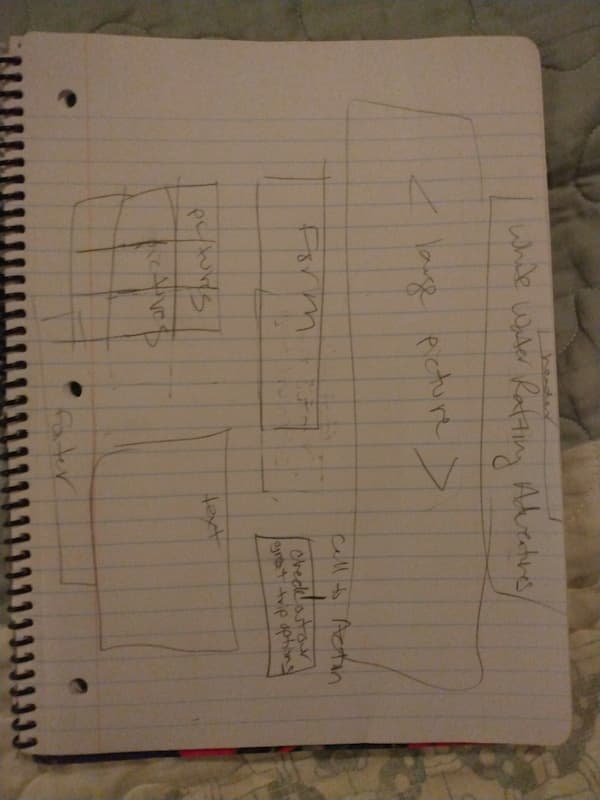 header
White Water Rafting Adventures
< large picture >
Form
Call to Action
check out our
great trip options
pictures
pictures
text
footer